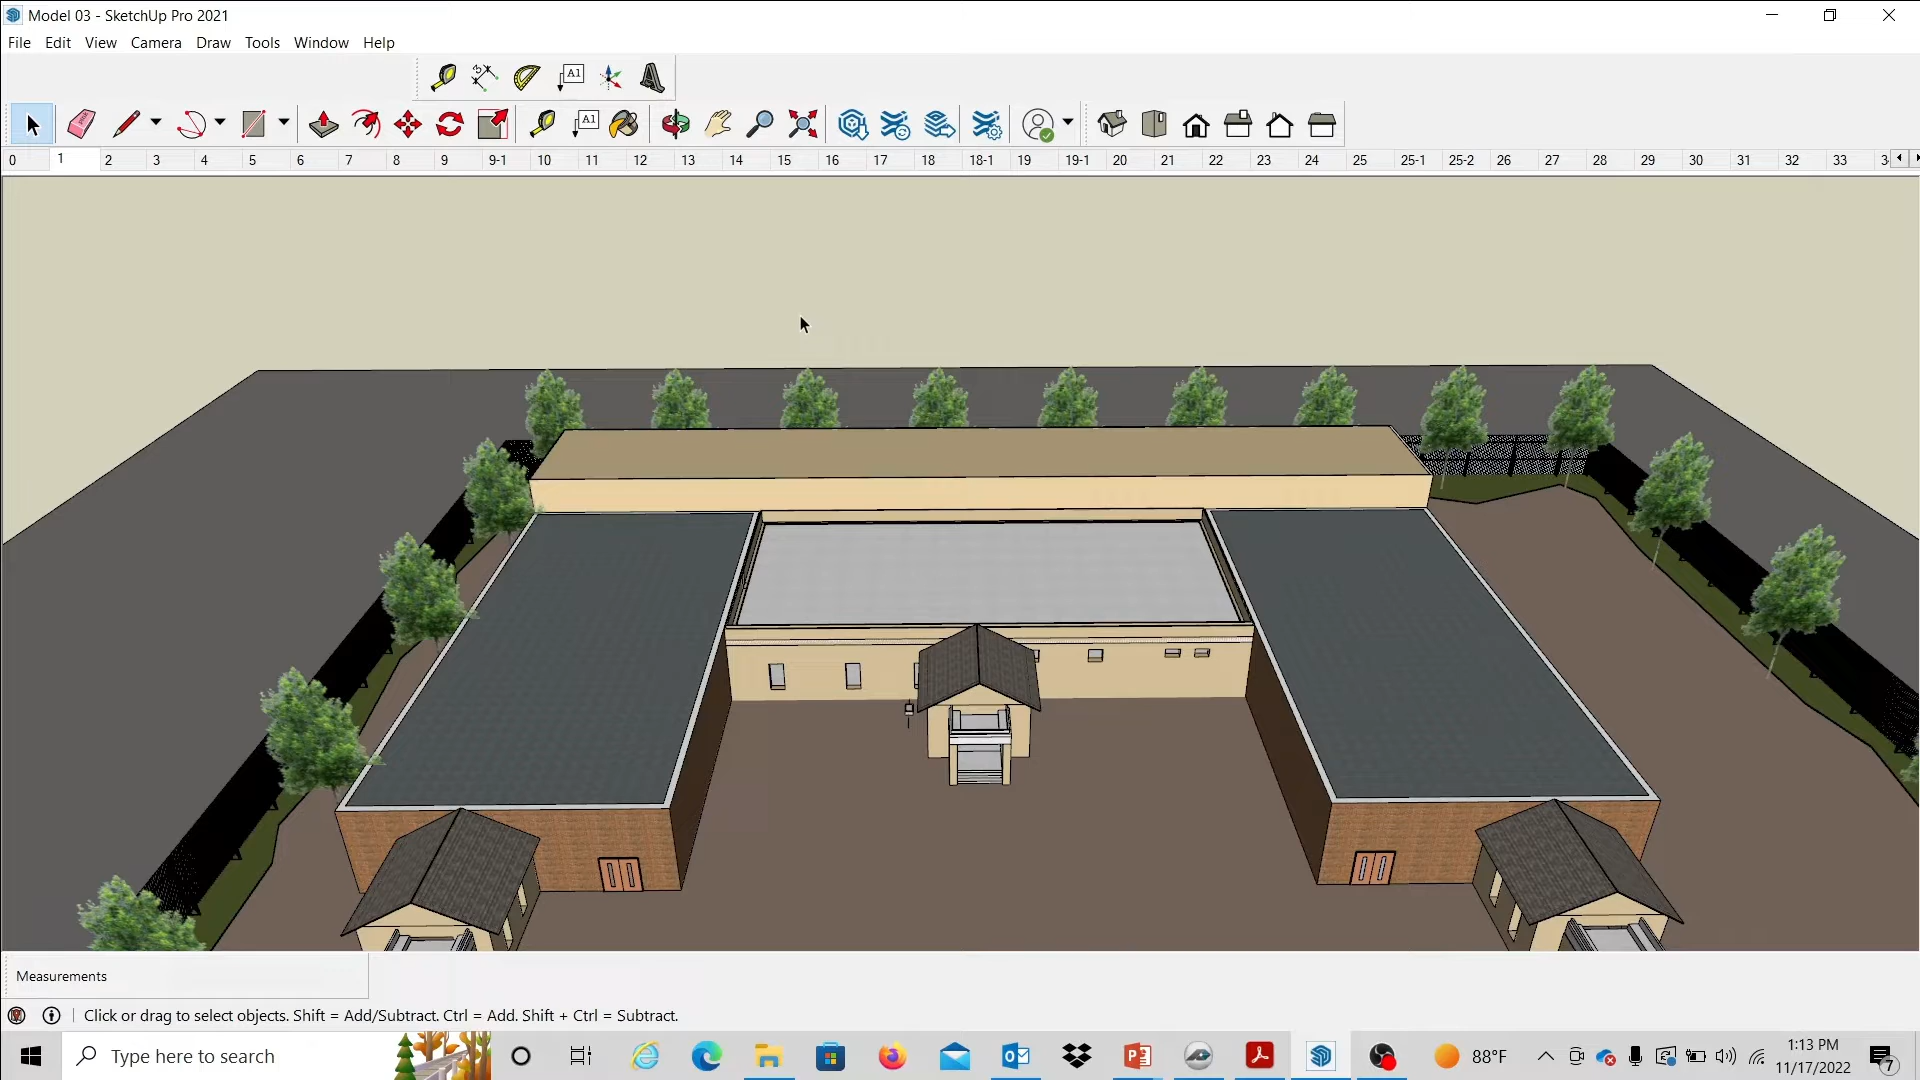 Model 03 - SketchUp Pro 2021
File Edit View Camera Draw Tools Window Help
A1
A1
0 1 2 3 4 5 6 7 8 9 9-1 10 11 12 13 14 15 16 17 18 18-1 19 19-1 20 21 22 23 24 25 25-1 25-2 26 27 28 29 30 31 32 33
Measurements
Click or drag to select objects. Shift = Add/Subtract. Ctrl = Add. Shift + Ctrl = Subtract.
Type here to search
88°F
1:13 PM
11/17/2022
7